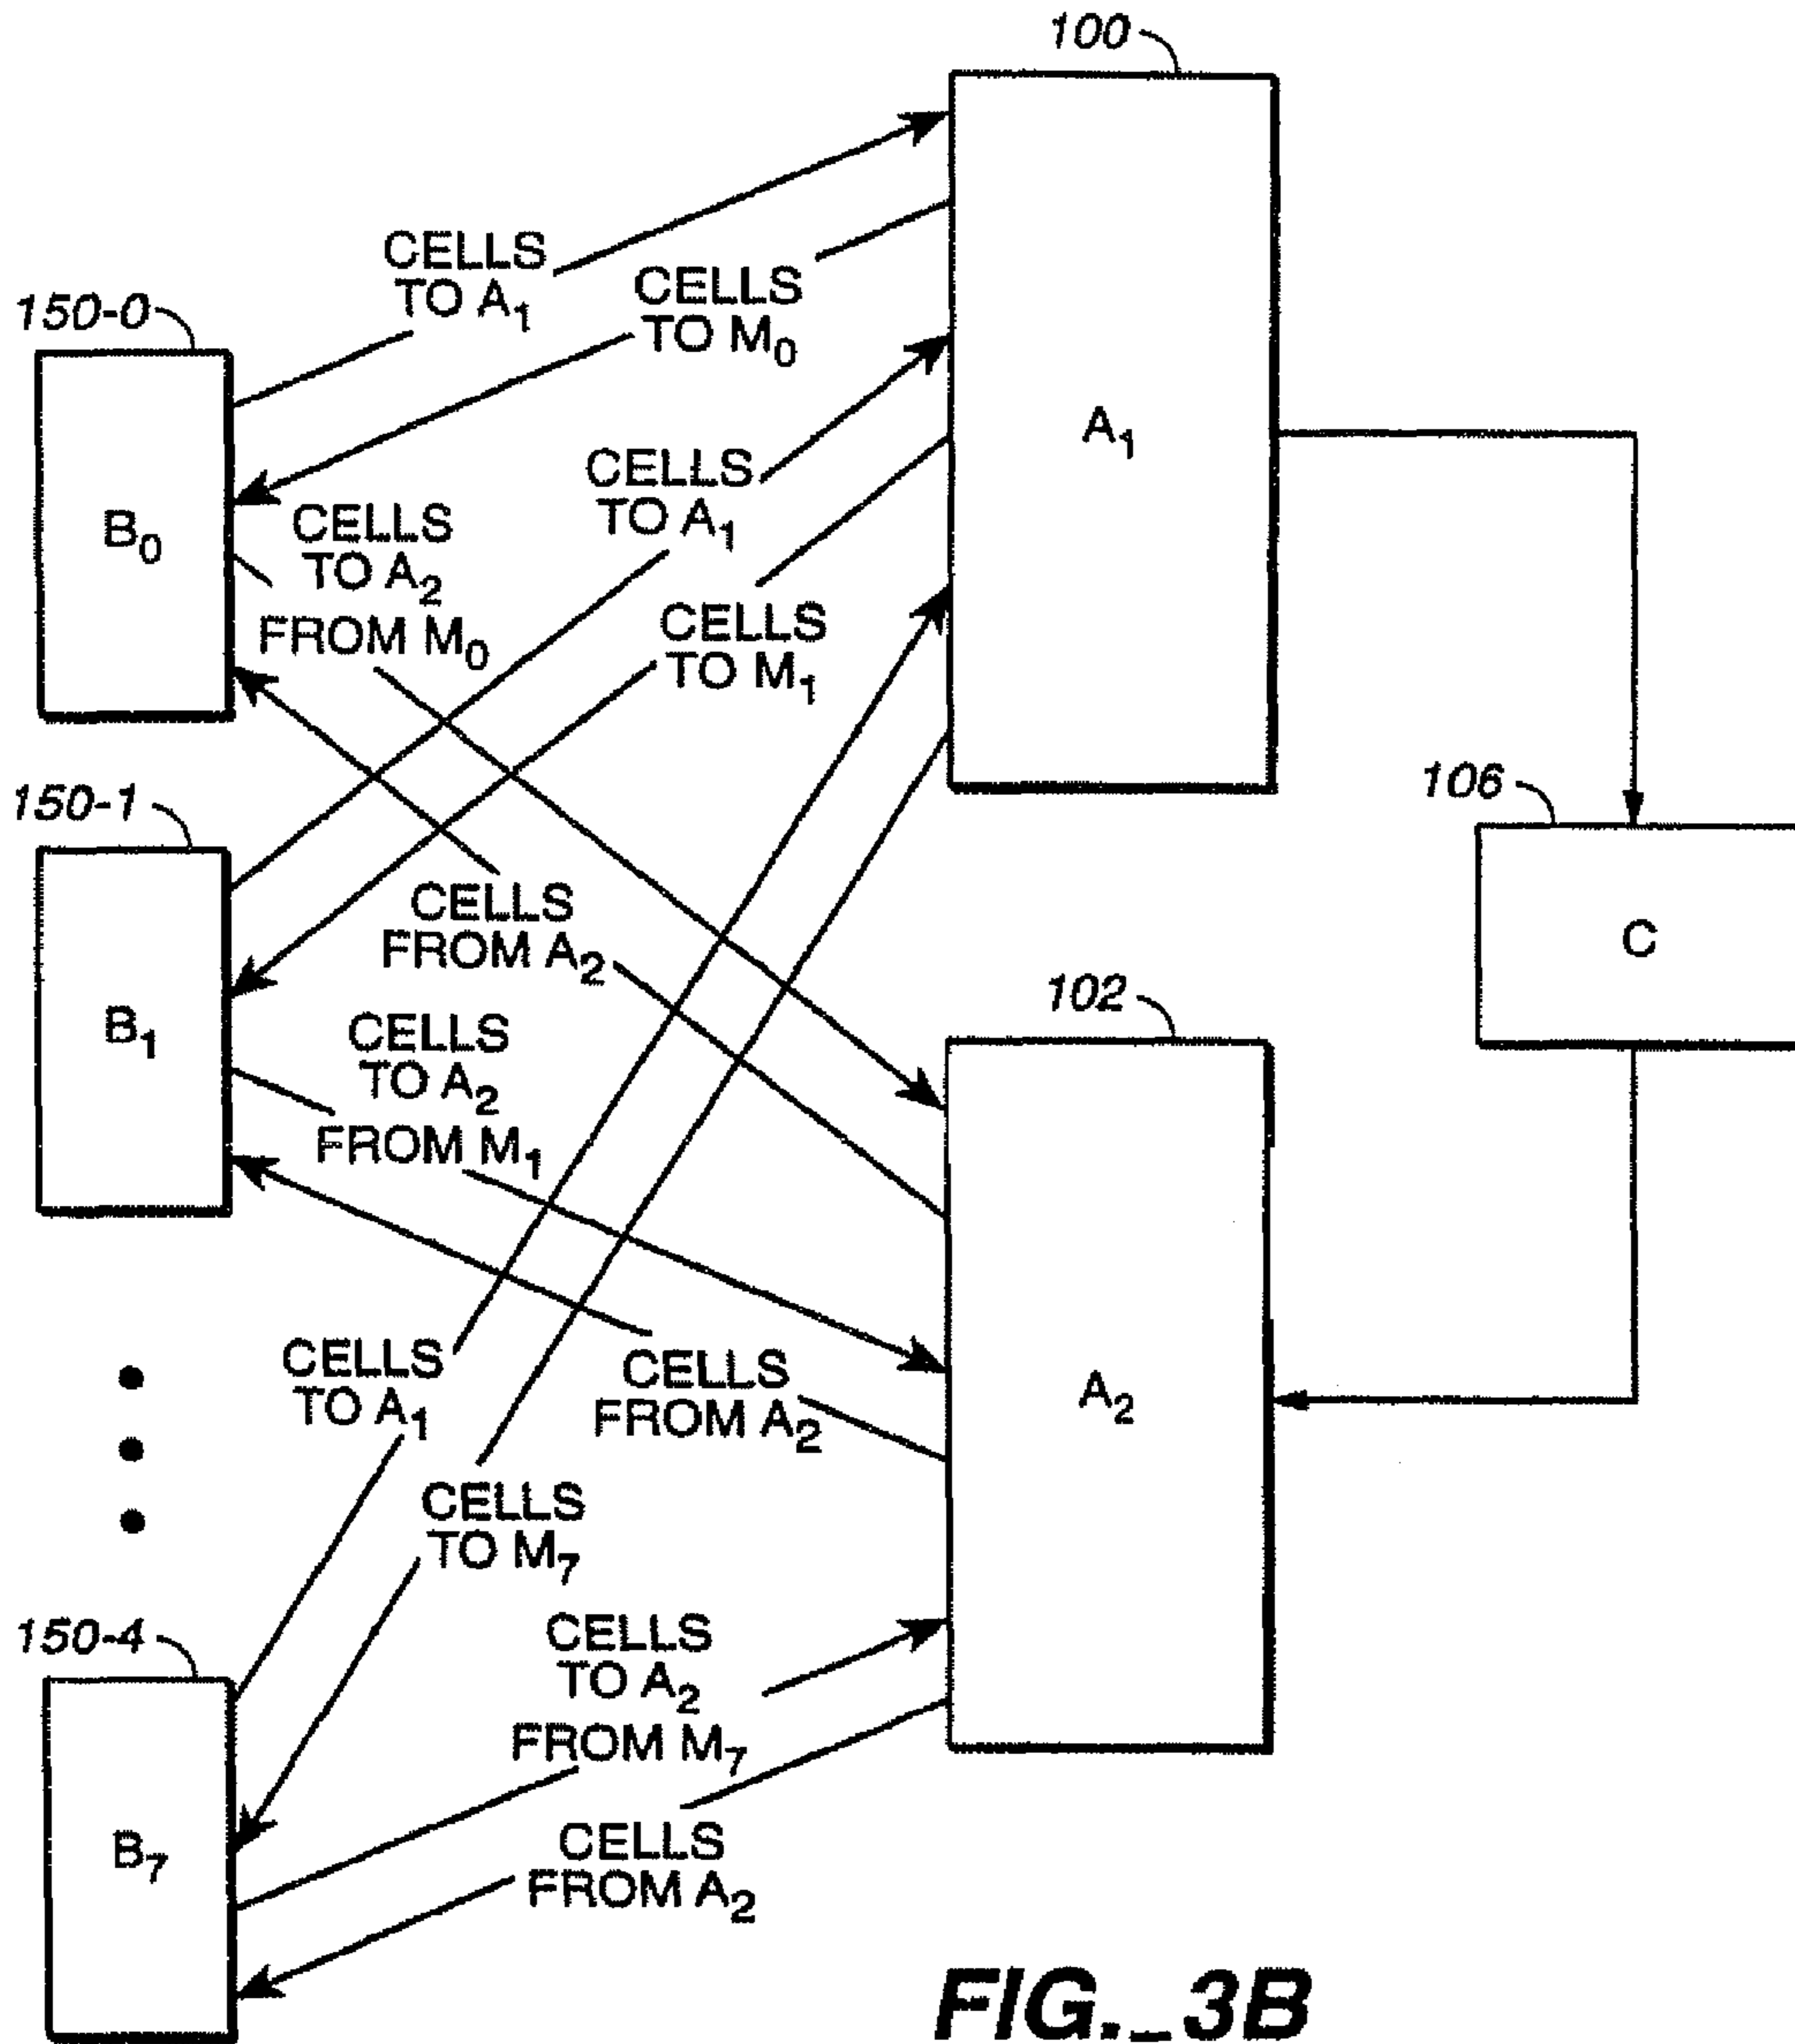 100
CELLS
TO A₁
CELLS
TO M₀
150-0
A₁
CELLS
TO A₁
B₀
CELLS
TO A₂
FROM M₀
CELLS
TO M₁
150-1
106
CELLS
FROM A₂
C
102
B₁
CELLS
TO A₂
FROM M₁
CELLS
TO A₁
CELLS
FROM A₂
A₂
CELLS
TO M₇
150-4
CELLS
TO A₂
FROM M₇
B₇
CELLS
FROM A₂
FIG._3B